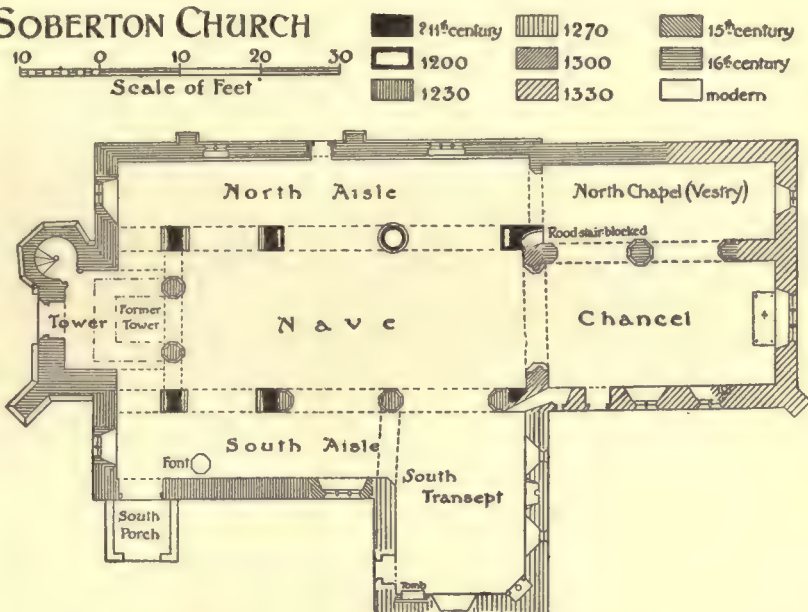 SOBERTON CHURCH
10 0 10 20 30
Scale of Feet
? 11th century
1200
1230
1270
1300
1330
15th century
16th century
modern
North Aisle
North Chapel (Vestry)
Rood stair blocked
Tower
Former
Tower
Nave
Chancel
South Aisle
Font
South
Transept
South
Porch
Tomb